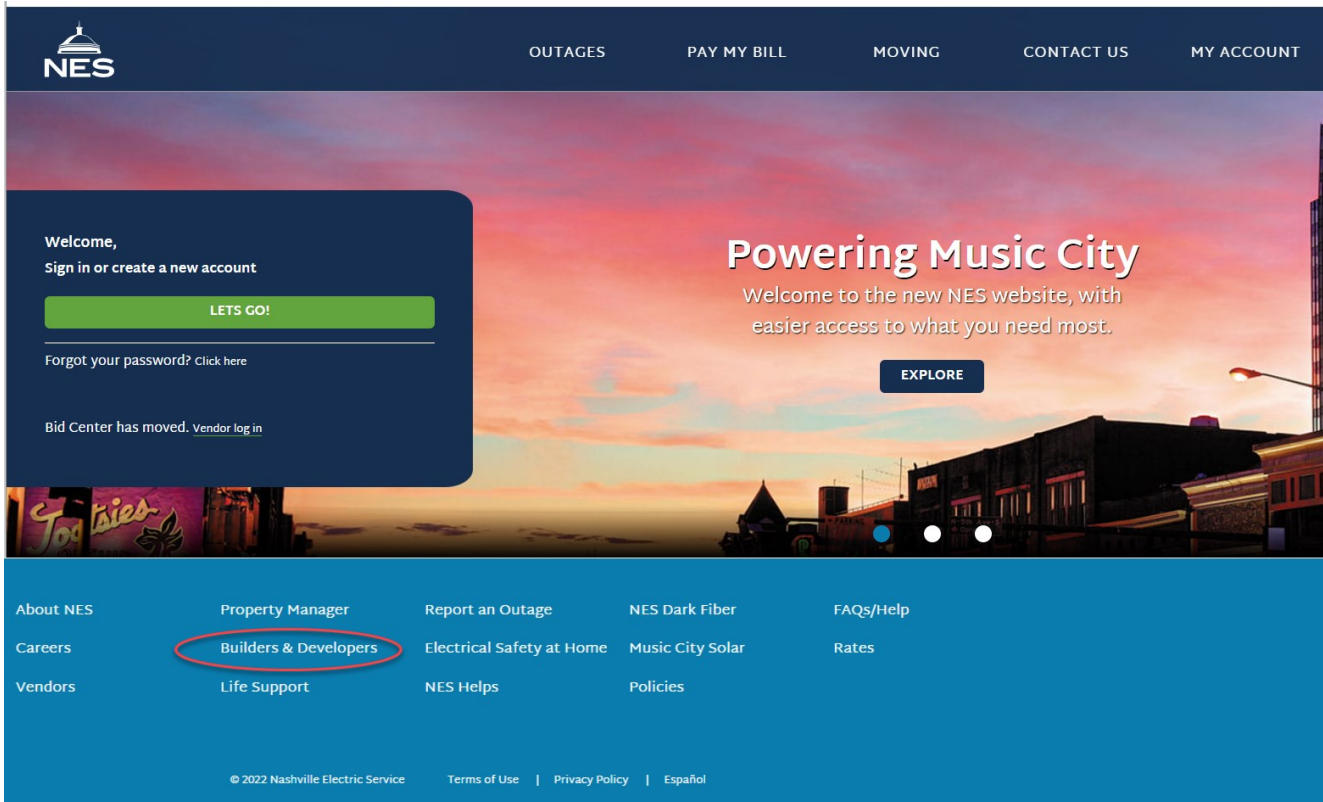 NES
OUTAGES
PAY MY BILL
MOVING
CONTACT US
MY ACCOUNT
Welcome,
Sign in or create a new account
LETS GO!
Forgot your password? Click here
Bid Center has moved. Vendor log in
Powering Music City
Welcome to the new NES website, with
easier access to what you need most.
EXPLORE
Tootsies
PARKING
About NES
Property Manager
Report an Outage
NES Dark Fiber
FAQs/Help
Careers
Builders & Developers
Electrical Safety at Home
Music City Solar
Rates
Vendors
Life Support
NES Helps
Policies
© 2022 Nashville Electric Service
Terms of Use | Privacy Policy | Español